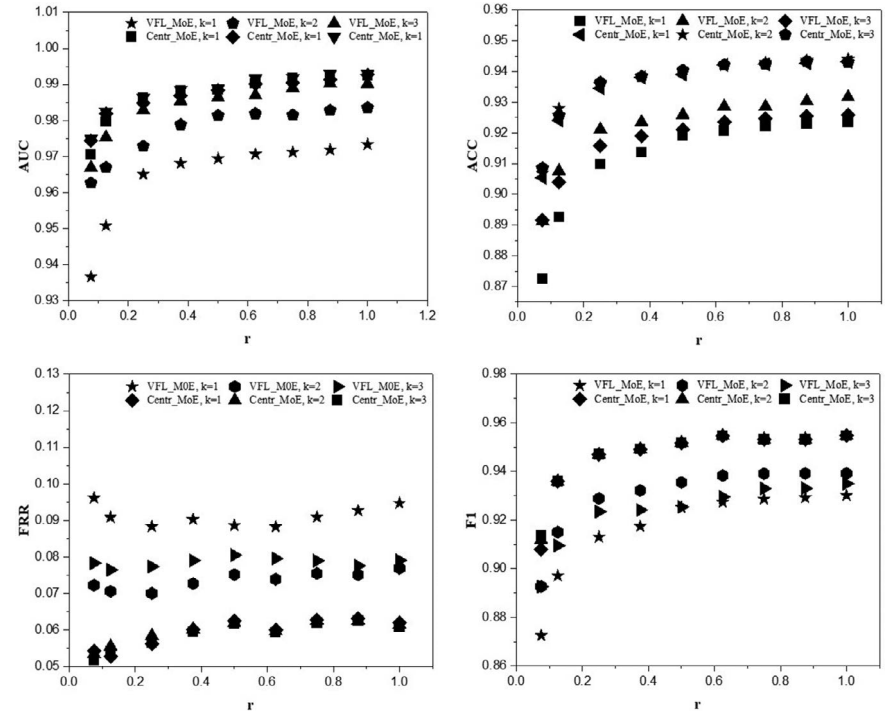 1.01
VFL_MoE, k=1 VFL_MoE, k=2 VFL_MoE, k=3
Centr_MoE, k=1 Centr_MoE, k=1 Centr_MoE, k=1
1.00
0.99
0.98
0.97
0.96
0.95
0.94
0.93
AUC
0.0 0.2 0.4 0.6 0.8 1.0 1.2
r
0.96
VFL_MoE, k=1 VFL_MoE, k=2 VFL_MoE, k=3
Centr_MoE, k=1 Centr_MoE, k=2 Centr_MoE, k=3
0.95
0.94
0.93
0.92
0.91
0.90
0.89
0.88
0.87
ACC
0.0 0.2 0.4 0.6 0.8 1.0
r
0.13
VFL_M0E, k=1 VFL_M0E, k=2 VFL_M0E, k=3
Centr_MoE, k=1 Centr_MoE, k=2 Centr_MoE, k=3
0.12
0.11
0.10
0.09
0.08
0.07
0.06
0.05
FRR
0.0 0.2 0.4 0.6 0.8 1.0
r
0.98
VFL_MoE, k=1 VFL_MoE, k=2 VFL_MoE, k=3
Centr_MoE, k=1 Centr_MoE, k=2 Centr_MoE, k=3
0.96
0.94
0.92
0.90
0.88
0.86
F1
0.0 0.2 0.4 0.6 0.8 1.0
r